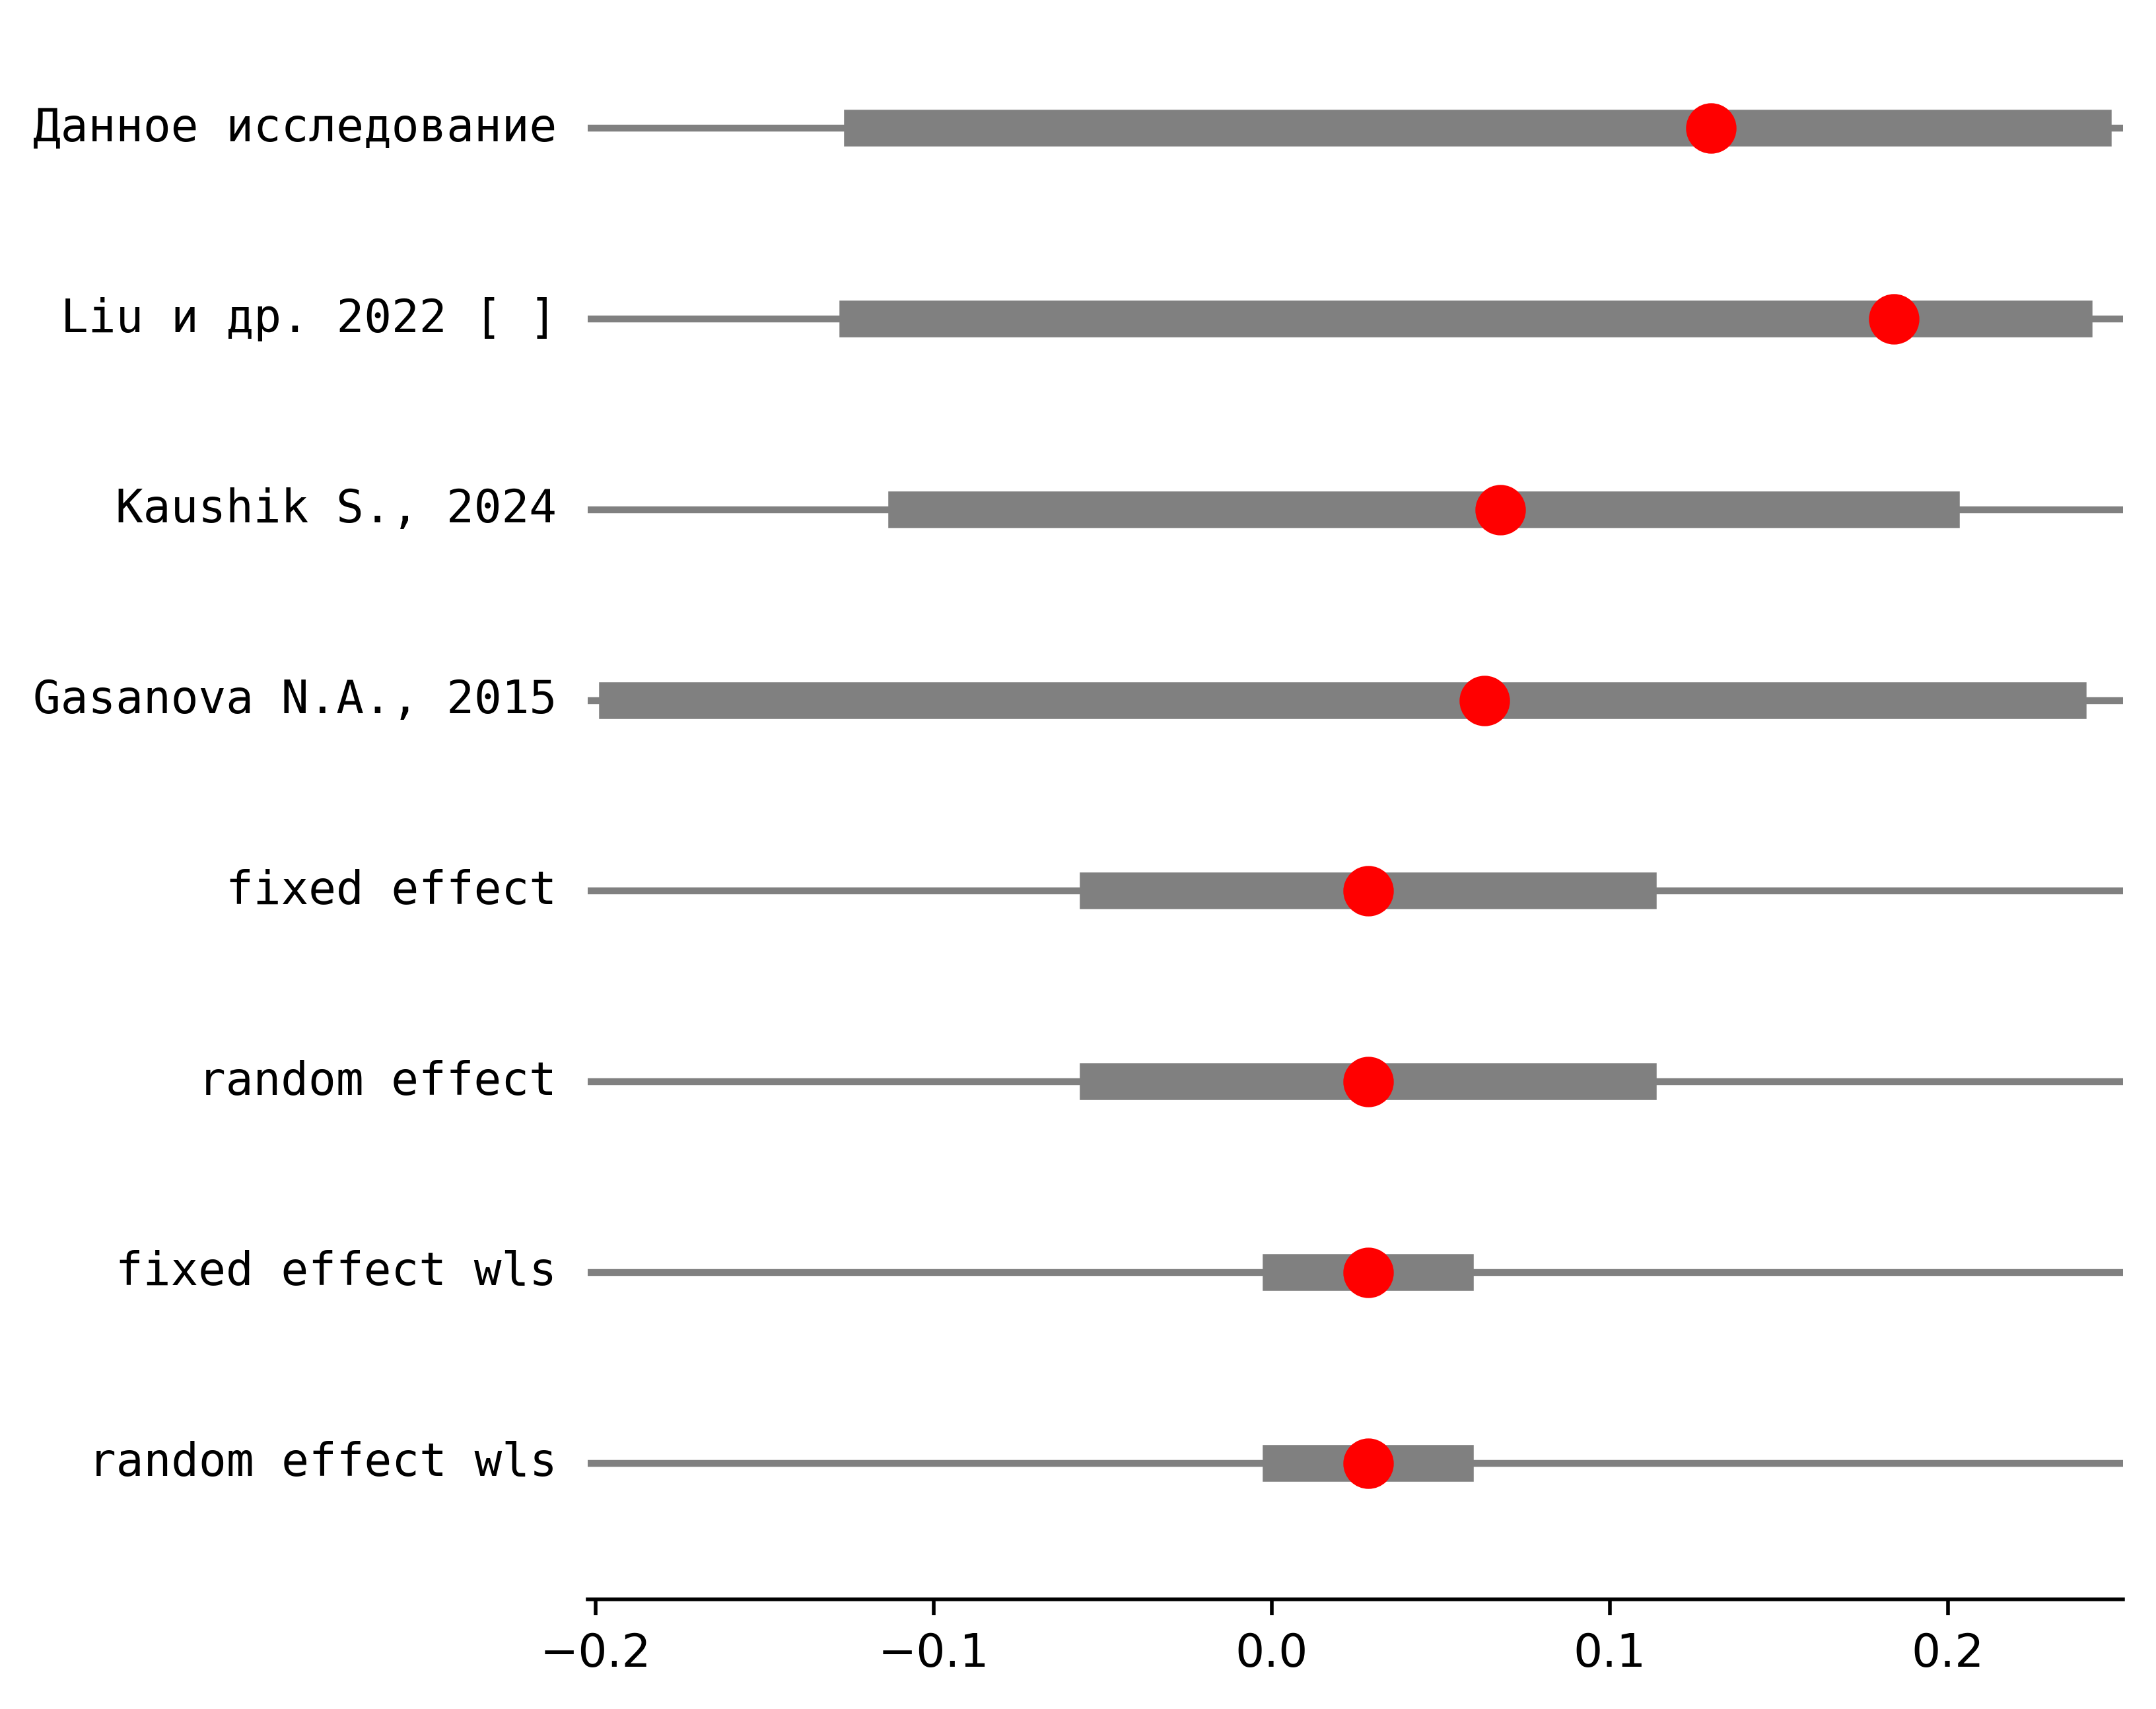 Данное исследование
Liu и др. 2022 [ ]
Kaushik S., 2024
Gasanova N.A., 2015
fixed effect
random effect
fixed effect wls
random effect wls
−0.2 −0.1 0.0 0.1 0.2